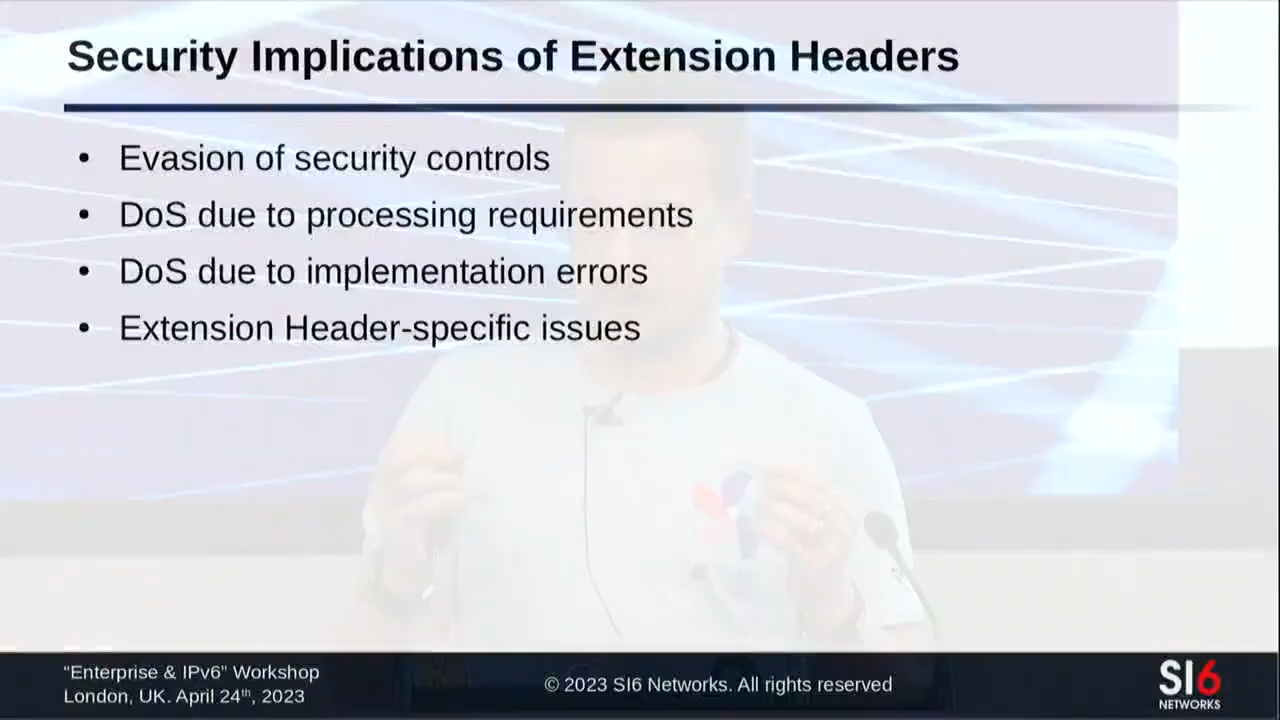 Security Implications of Extension Headers
• Evasion of security controls
• DoS due to processing requirements
• DoS due to implementation errors
• Extension Header-specific issues
"Enterprise & IPv6" Workshop
London, UK. April 24th, 2023
© 2023 SI6 Networks. All rights reserved
SI6
NETWORKS